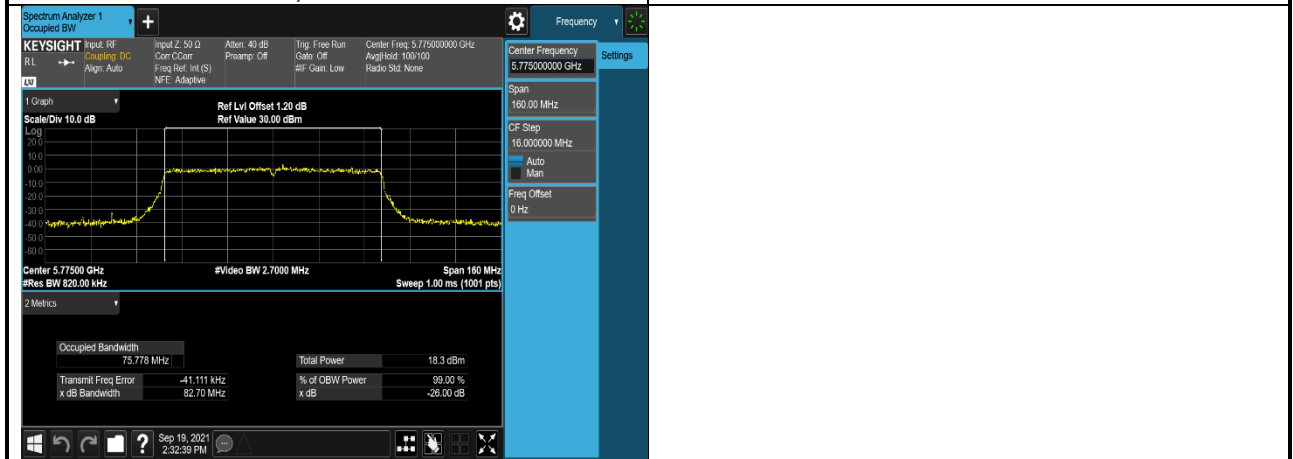 Spectrum Analyzer 1
Occupied BW
Frequency
KEYSIGHT Input: RF
Coupling: DC
Align: Auto
RL
LXI
Input Z: 50 Ω
Corr CCorr
Freq Ref: Int (S)
NFE: Adaptive
Atten: 40 dB
Preamp: Off
Trig: Free Run
Gate: Off
#IF Gain: Low
Center Freq: 5.775000000 GHz
Avg|Hold: 100/100
Radio Std: None
Center Frequency
5.775000000 GHz
Settings
Span
160.00 MHz
CF Step
16.000000 MHz
Auto
Man
Freq Offset
0 Hz
1 Graph
Scale/Div 10.0 dB
Ref Lvl Offset 1.20 dB
Ref Value 30.00 dBm
Log
20.0
10.0
0.00
-10.0
-20.0
-30.0
-40.0
-50.0
-60.0
Center 5.77500 GHz
#Res BW 820.00 kHz
#Video BW 2.7000 MHz
Span 160 MHz
Sweep 1.00 ms (1001 pts)
2 Metrics
Occupied Bandwidth
75.778 MHz
Total Power 18.3 dBm
Transmit Freq Error -41.111 kHz
% of OBW Power 99.00 %
x dB Bandwidth 82.70 MHz
x dB -26.00 dB
Sep 19, 2021
2:32:39 PM